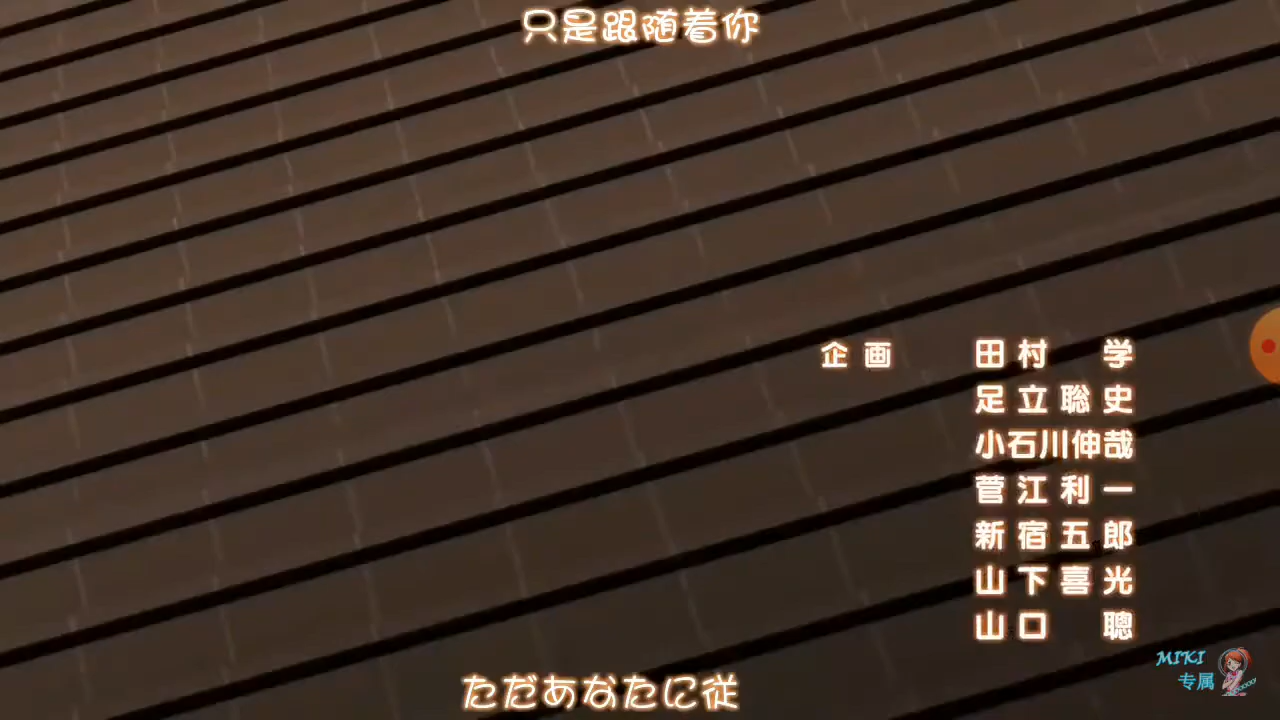 只是跟随着你
企画 田村 学
足立聡史
小石川伸哉
菅江利一
新宿五郎
山下喜光
山口 聰
MIKI
专属
ただあなたに従